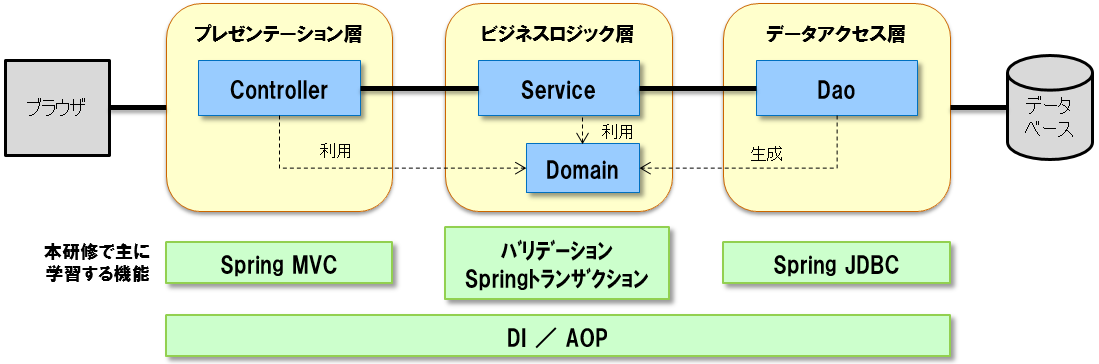 プレゼンテーション層
ビジネスロジック層
データアクセス層
ブラウザ
Controller
Service
Dao
データ
ベース
利用
利用
生成
Domain
本研修で主に
学習する機能
Spring MVC
バリデーション
Springトランザクション
Spring JDBC
DI ／ AOP